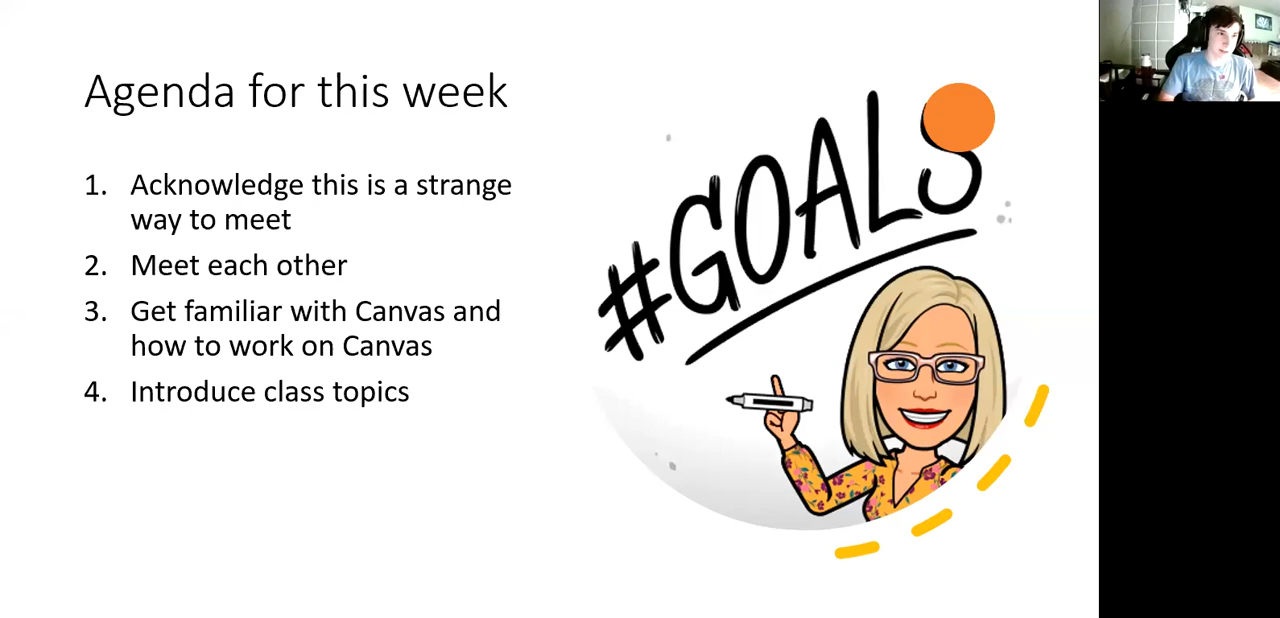 Agenda for this week
1. Acknowledge this is a strange
way to meet
2. Meet each other
3. Get familiar with Canvas and
how to work on Canvas
4. Introduce class topics
#GOALS